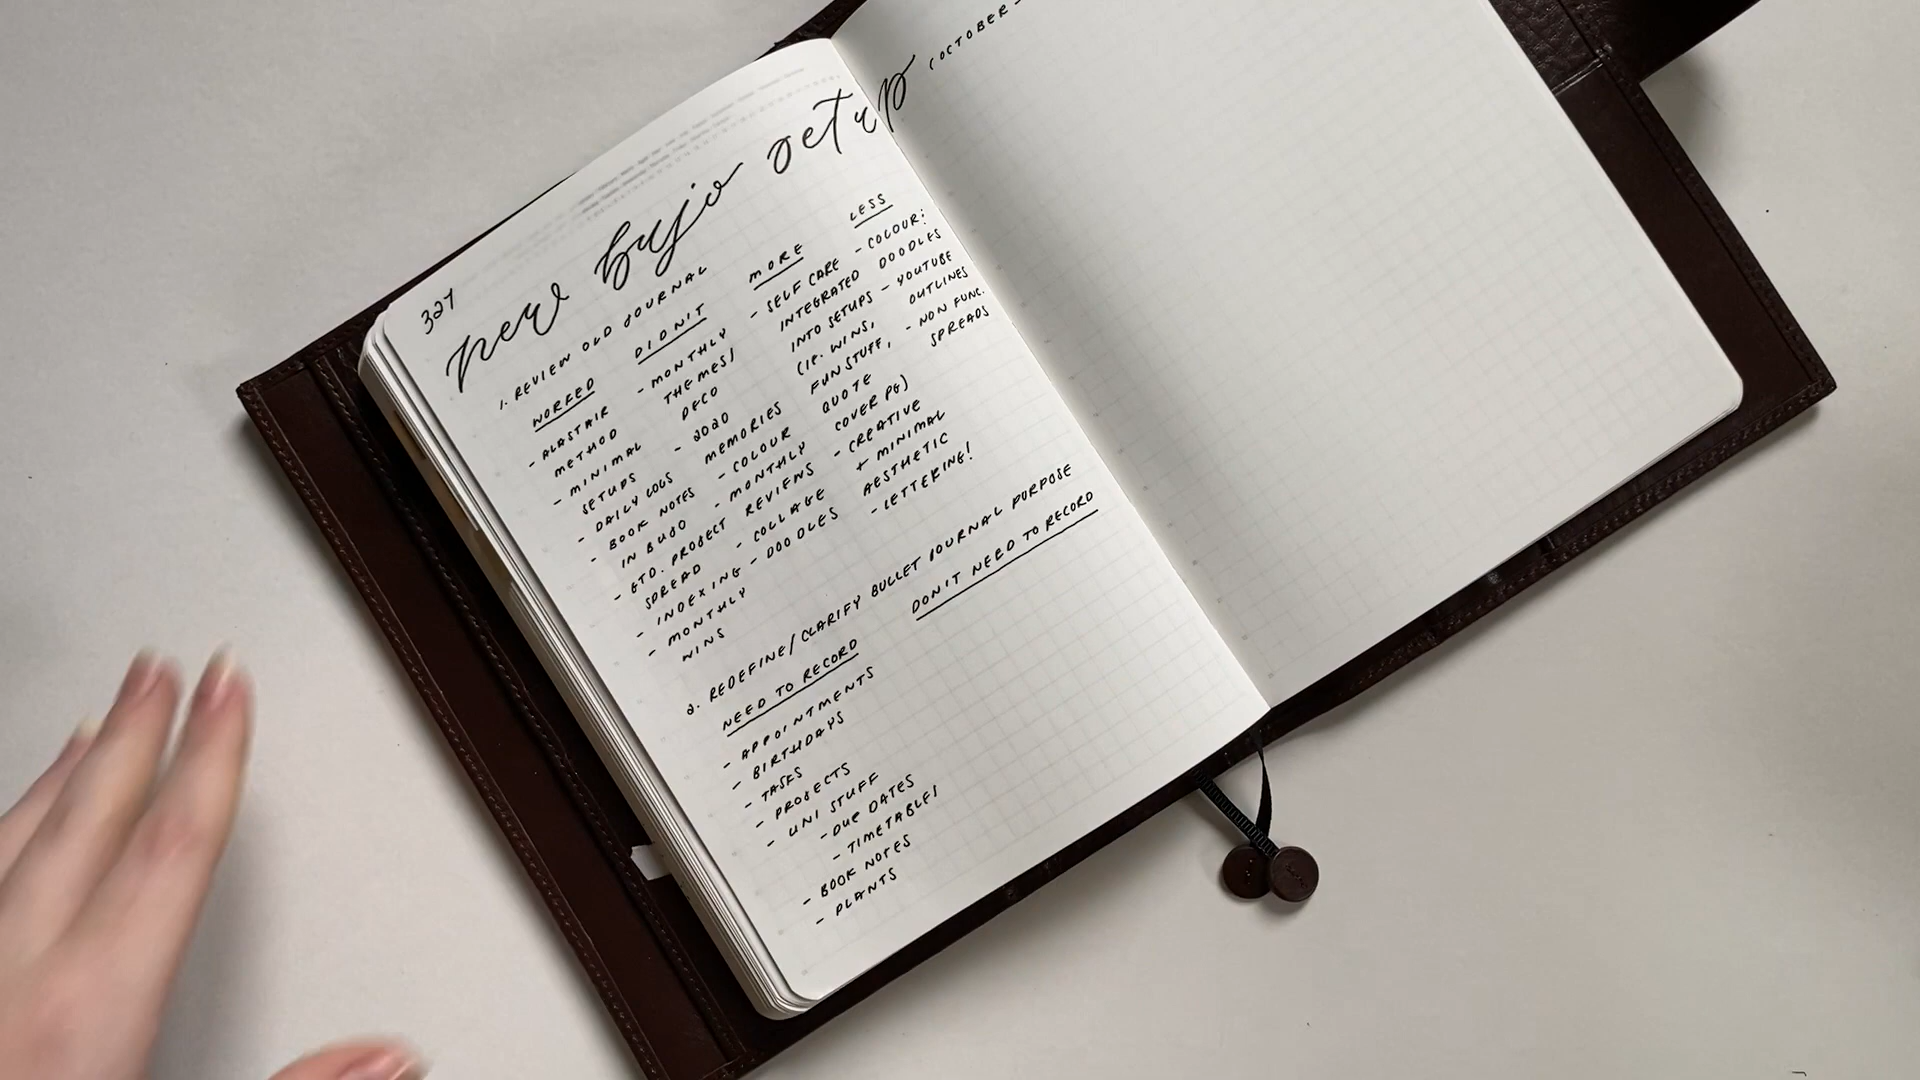 327
new bujo setup (OCTOBER -
1. REVIEW OLD JOURNAL
WORKED
- ALASTAIR
METHOD
- MINIMAL
SETUPS
- DAILY LOGS
- BOOK NOTES
IN BUJO
- GTD. PROJECT
SPREAD
- INDEXING
- MONTHLY
WINS
DIDN'T
- MONTHLY
THEMES/
DECO
- 2020
MEMORIES
- COLOUR
- MONTHLY
REVIEWS
- COLLAGE
- DOODLES
MORE
- SELF CARE
INTEGRATED
INTO SETUPS
(IE. WINS,
FUN STUFF,
QUOTE
COVER PG)
- CREATIVE
+ MINIMAL
AESTHETIC
- LETTERING!
LESS
- COLOUR:
DOODLES
- YOUTUBE
OUTLINES
- NON FUNC.
SPREADS
2. REDEFINE/CLARIFY BULLET JOURNAL PURPOSE
NEED TO RECORD
- APPOINTMENTS
- BIRTHDAYS
- TASKS
- PROJECTS
- UNI STUFF
- DUE DATES
- TIMETABLES
- BOOK NOTES
- PLANTS
DON'T NEED TO RECORD